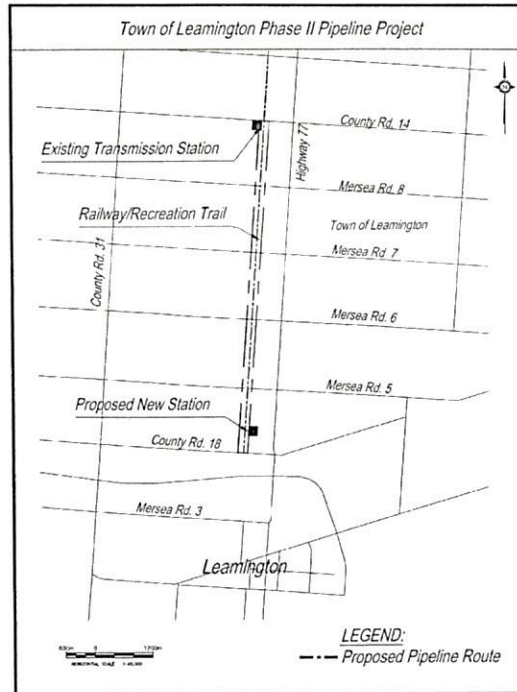 Town of Leamington Phase II Pipeline Project
N
County Rd. 14
Existing Transmission Station
Highway 77
Mersea Rd. 8
Railway/Recreation Trail
Town of Leamington
Mersea Rd. 7
County Rd. 31
Mersea Rd. 6
Mersea Rd. 5
Proposed New Station
County Rd. 18
Mersea Rd. 3
Leamington
LEGEND:
Proposed Pipeline Route